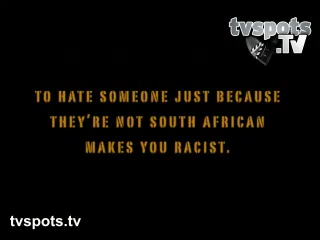 tvspots
.TV
TO HATE SOMEONE JUST BECAUSE
THEY'RE NOT SOUTH AFRICAN
MAKES YOU RACIST.
tvspots.tv